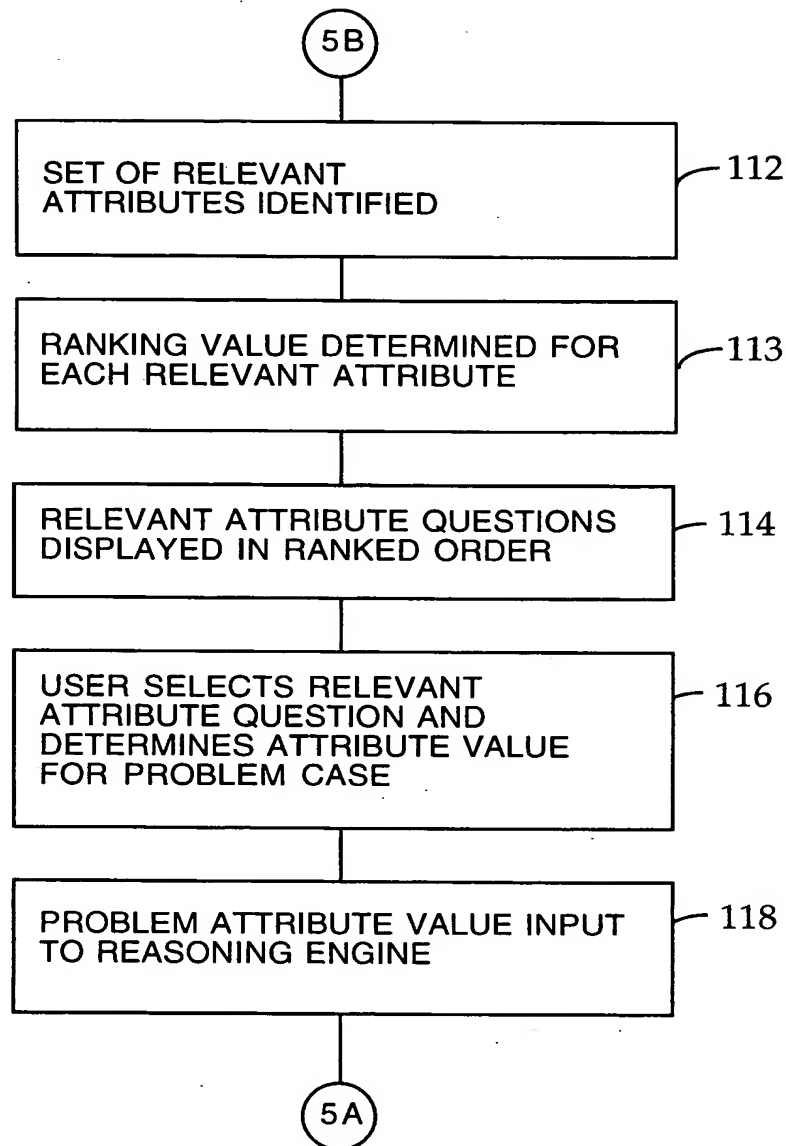 5B
SET OF RELEVANT
ATTRIBUTES IDENTIFIED
112
RANKING VALUE DETERMINED FOR
EACH RELEVANT ATTRIBUTE
113
RELEVANT ATTRIBUTE QUESTIONS
DISPLAYED IN RANKED ORDER
114
USER SELECTS RELEVANT
ATTRIBUTE QUESTION AND
DETERMINES ATTRIBUTE VALUE
FOR PROBLEM CASE
116
PROBLEM ATTRIBUTE VALUE INPUT
TO REASONING ENGINE
118
5A